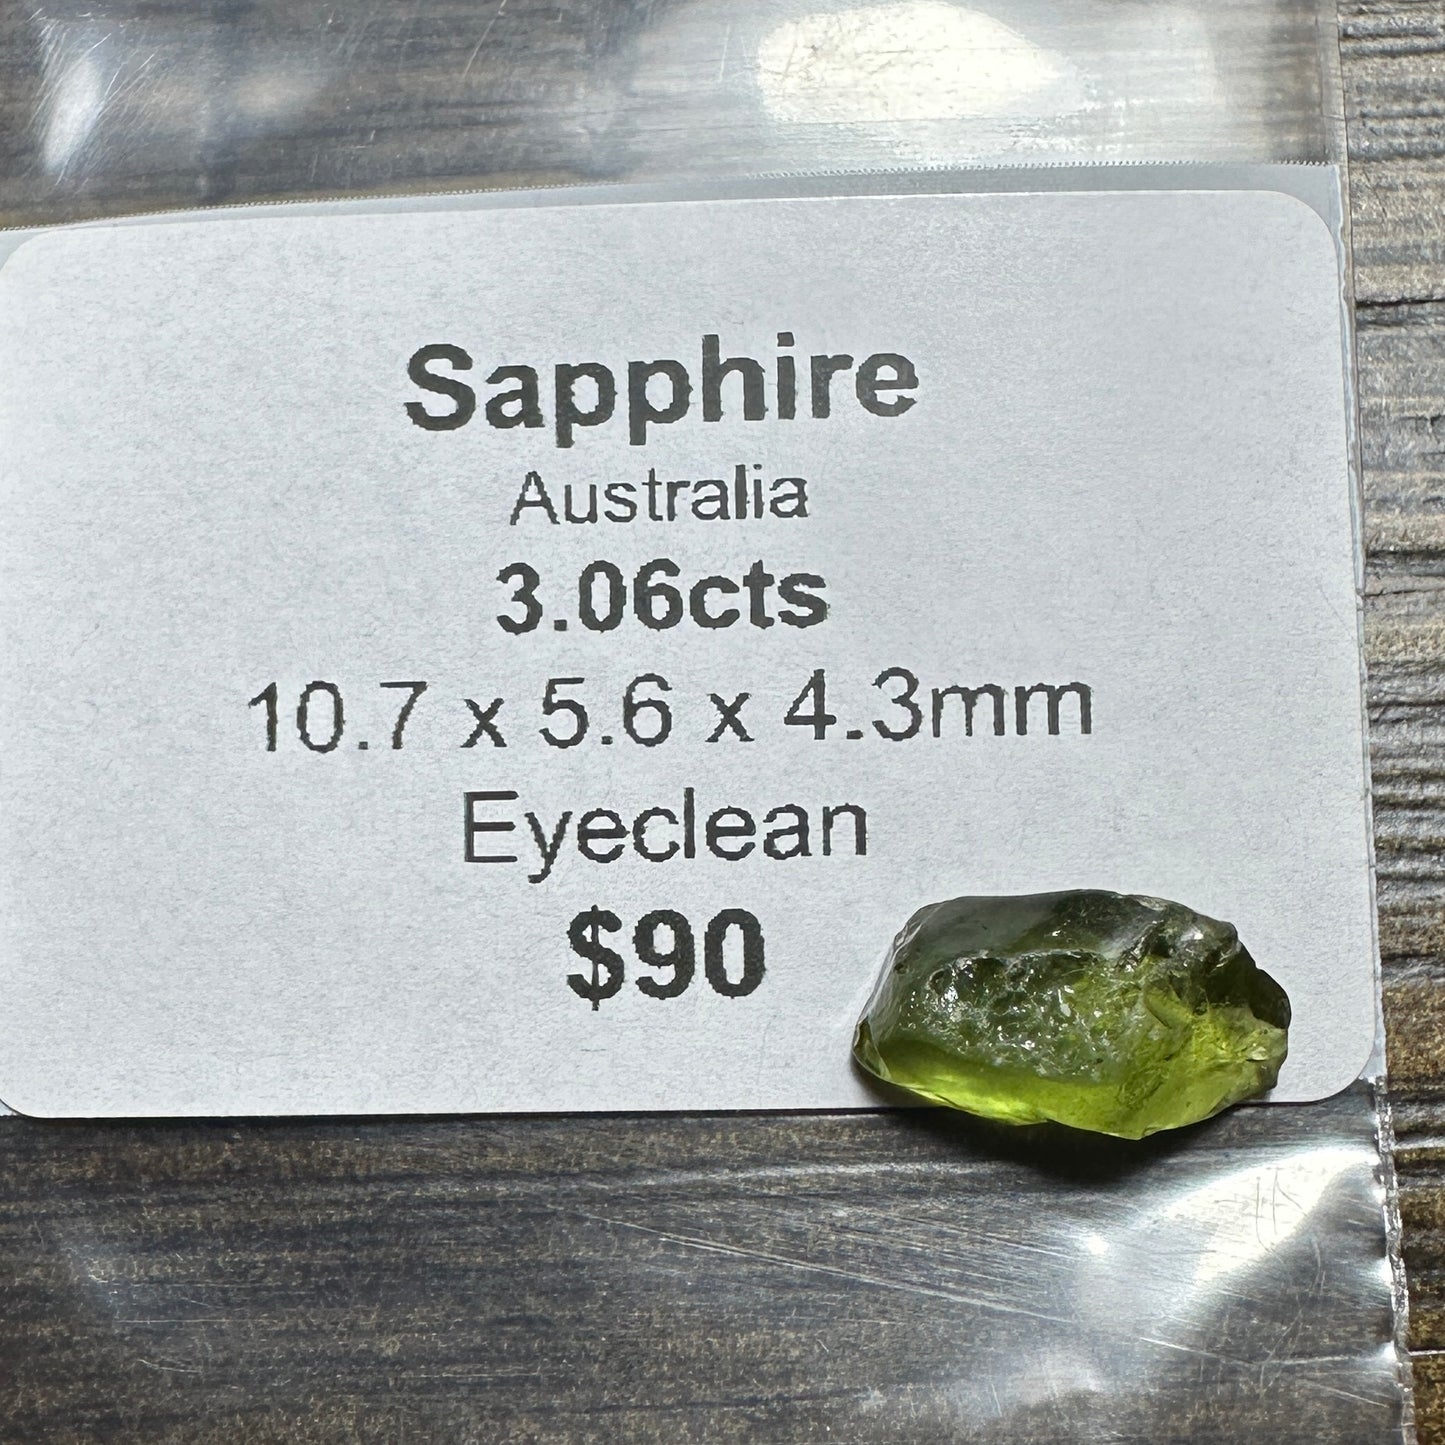 Sapphire
Australia
3.06cts
10.7 x 5.6 x 4.3mm
Eyeclean
$90